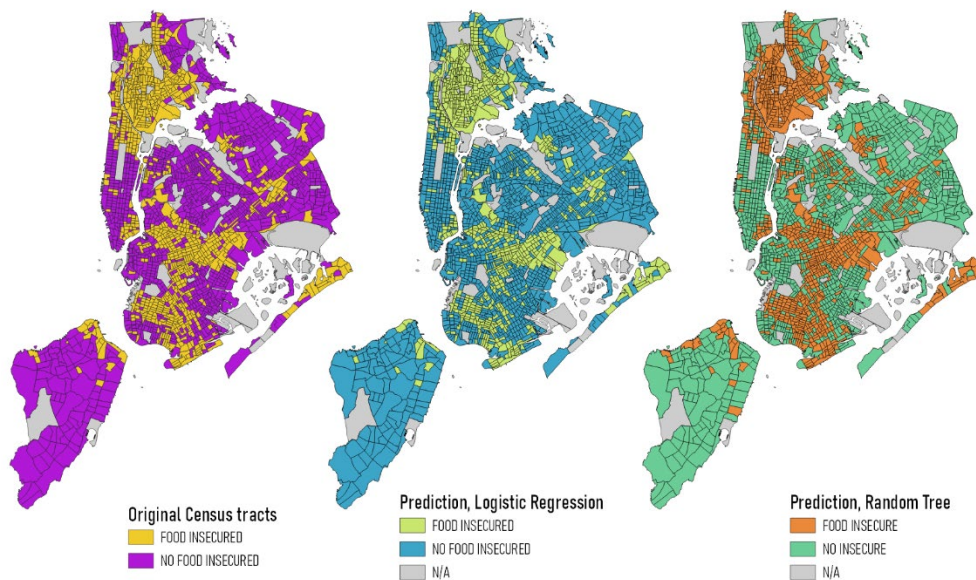 Original Census tracts
FOOD INSECURED
NO FOOD INSECURED
Prediction, Logistic Regression
FOOD INSECURED
NO FOOD INSECURED
N/A
Prediction, Random Tree
FOOD INSECURE
NO INSECURE
N/A